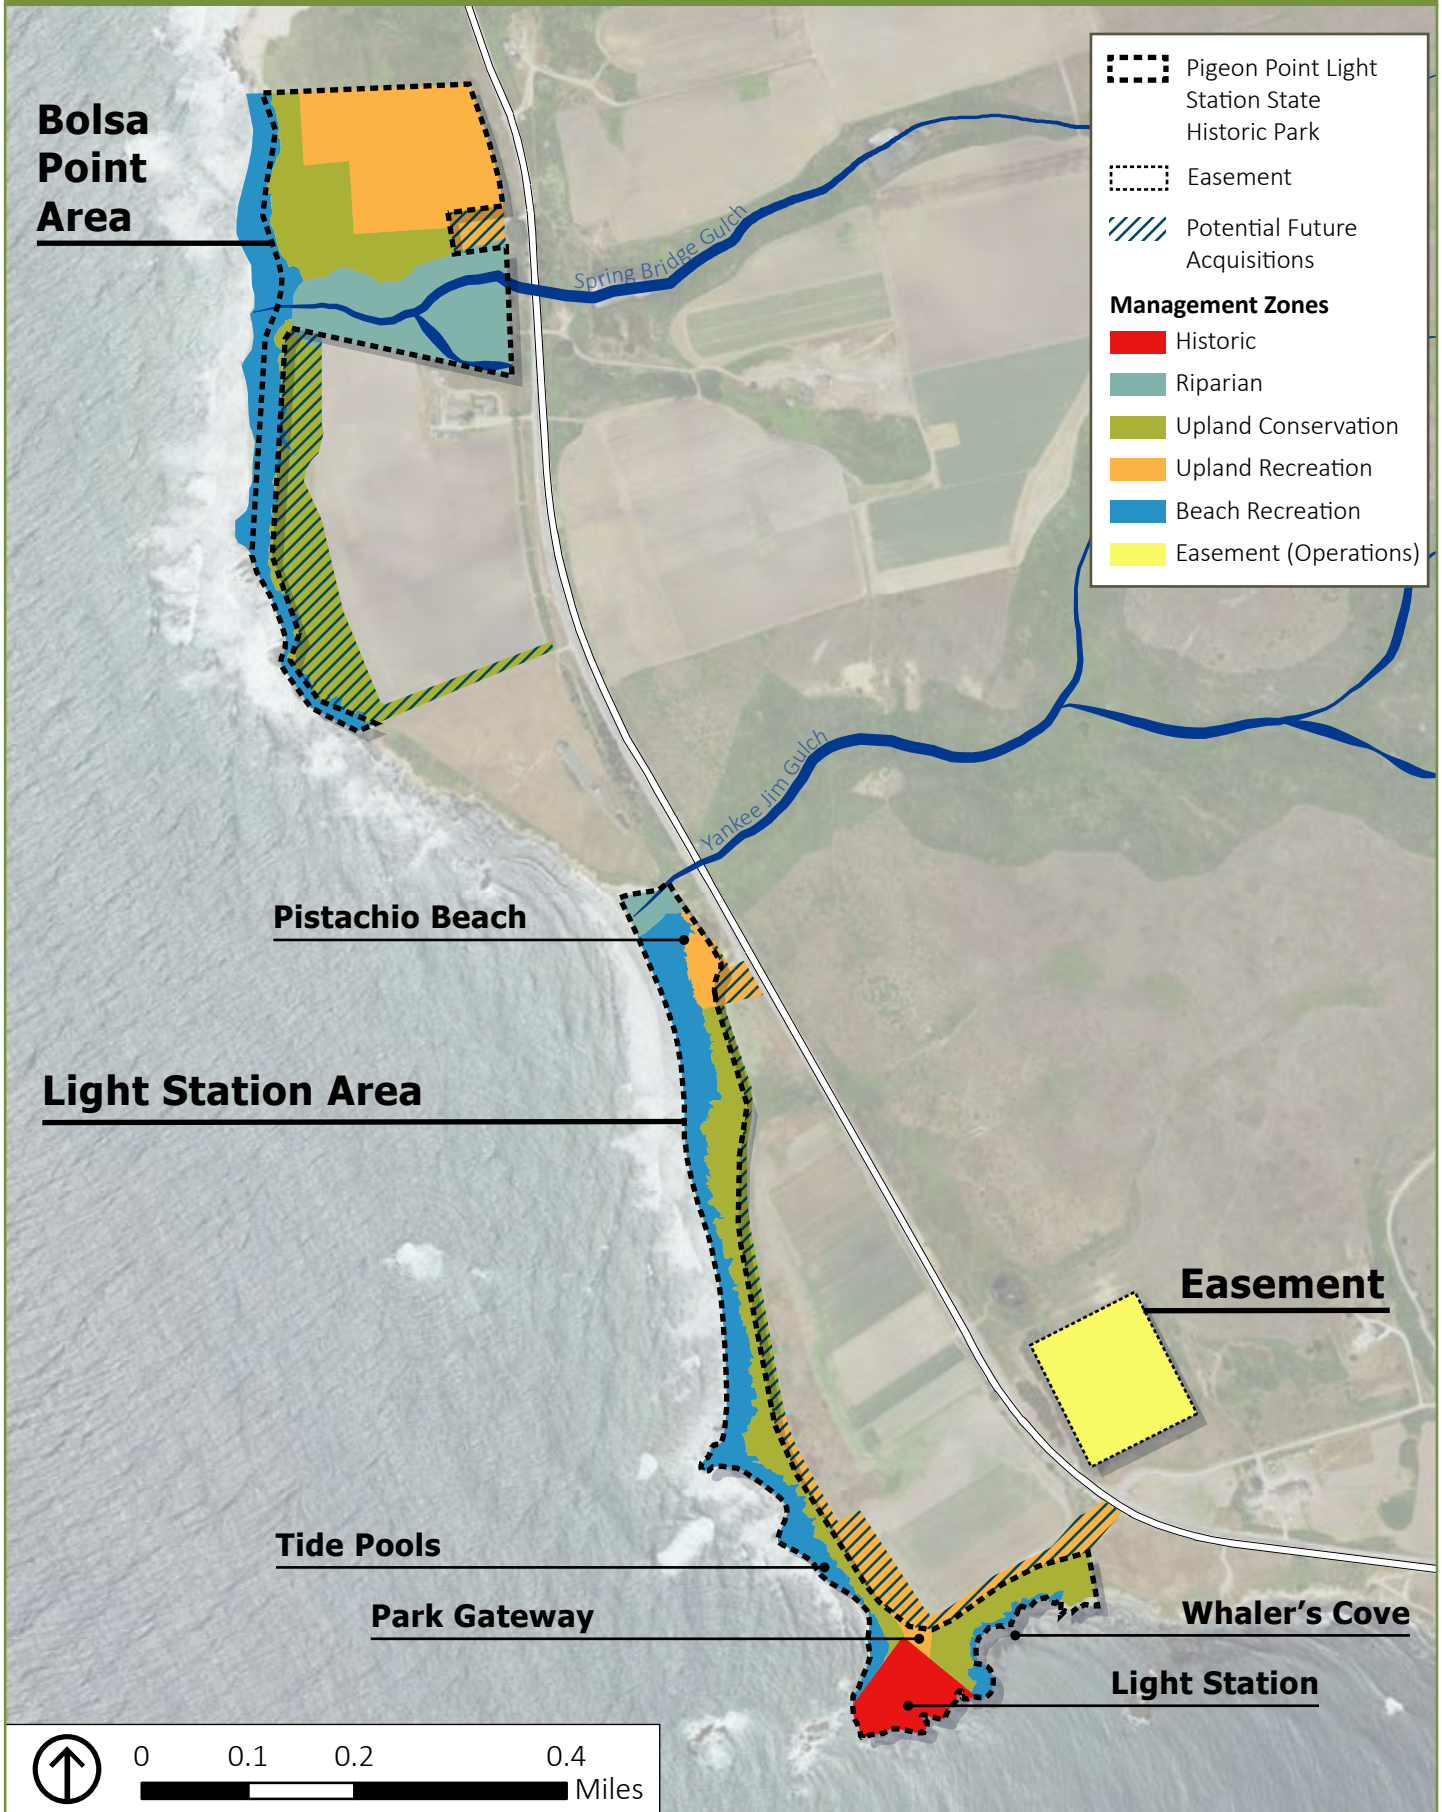 Bolsa
Point
Area
Pigeon Point Light
Station State
Historic Park
Easement
Potential Future
Acquisitions
Management Zones
Historic
Riparian
Upland Conservation
Upland Recreation
Beach Recreation
Easement (Operations)
Spring Bridge Gulch
Yankee Jim Gulch
Pistachio Beach
Light Station Area
Easement
Tide Pools
Park Gateway
Whaler's Cove
Light Station
0 0.1 0.2 0.4
Miles